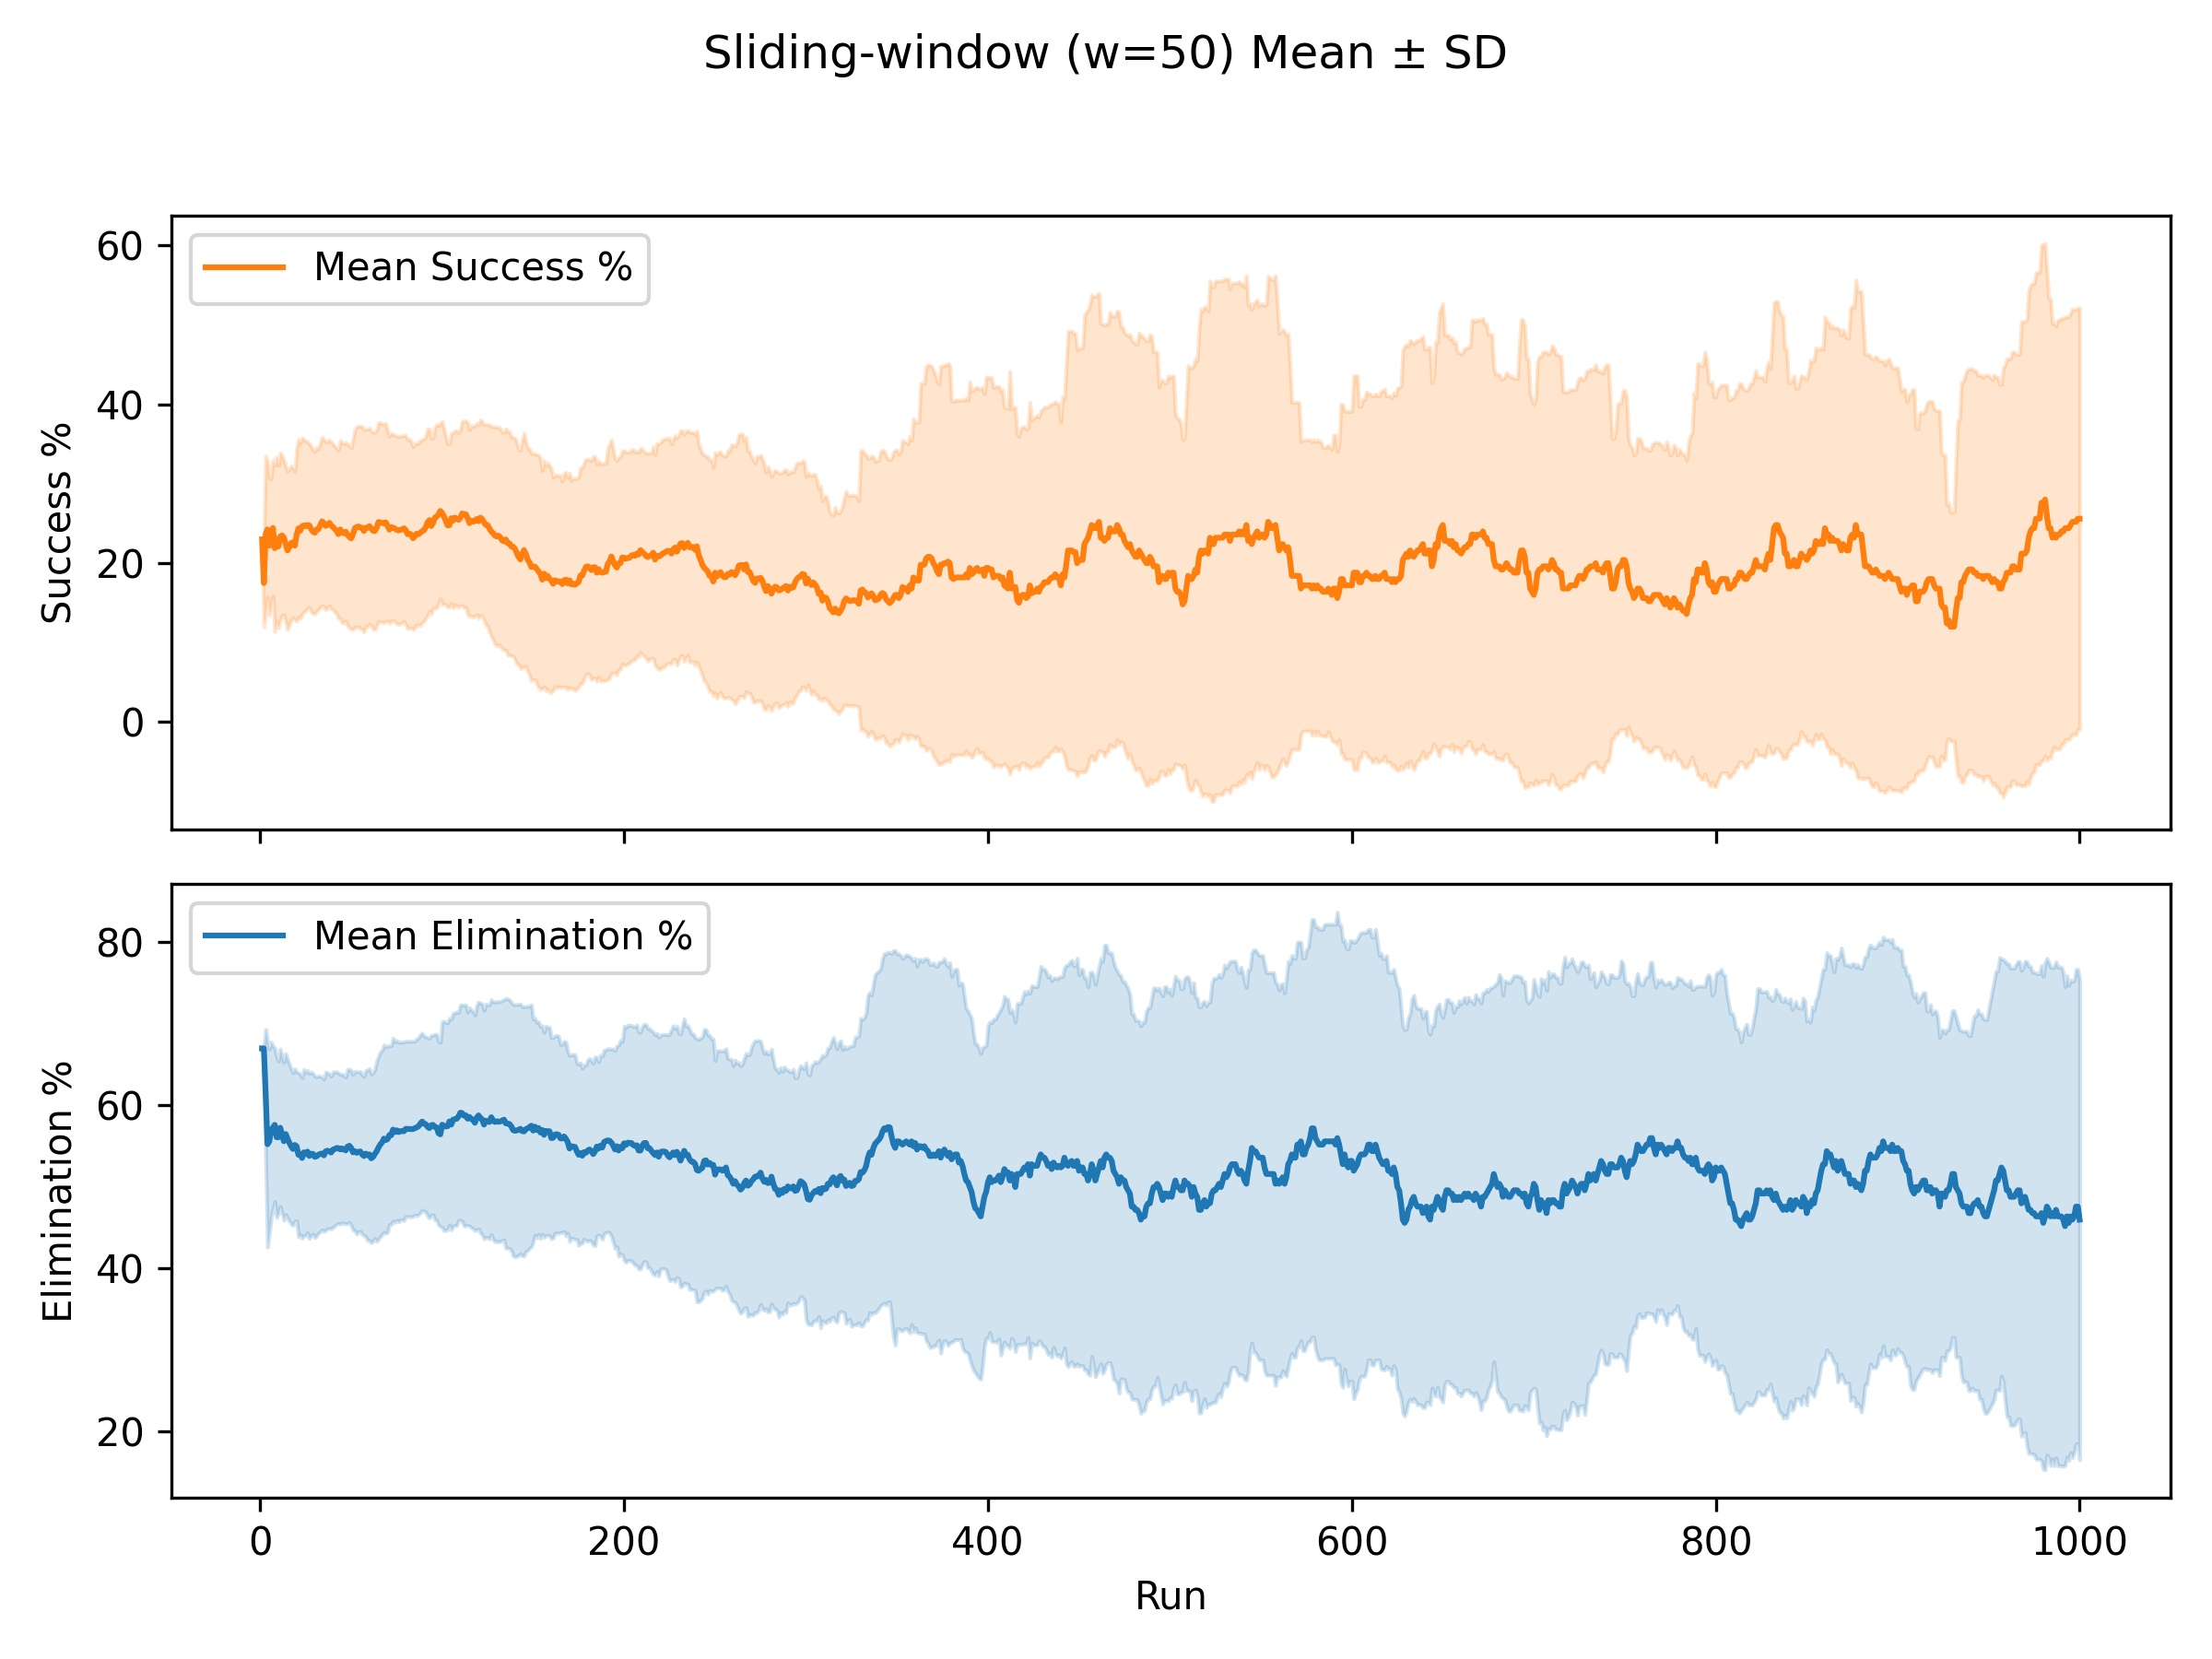 Sliding-window (w=50) Mean ± SD
Mean Success %
60
40
20
0
Success %
Mean Elimination %
80
60
40
20
Elimination %
0 200 400 600 800 1000
Run